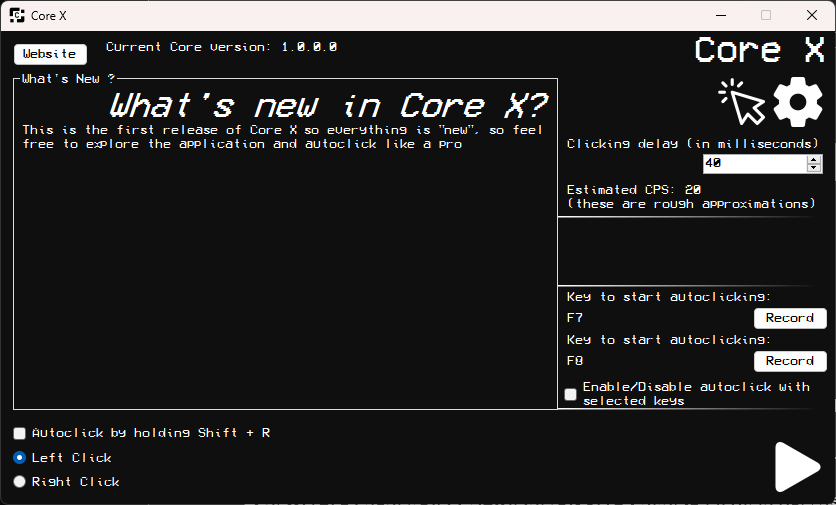 Core X
Website
Current Core version: 1.0.0.0
Core X
What's New ?
What's new in Core X?
This is the first release of Core X so everything is "new", so feel
free to explore the application and autoclick like a pro
Clicking delay (in milliseconds)
40
Estimated CPS: 20
(these are rough approximations)
Key to start autoclicking:
F7
Record
Key to start autoclicking:
F8
Record
Enable/Disable autoclick with
selected keys
Autoclick by holding Shift + R
Left Click
Right Click